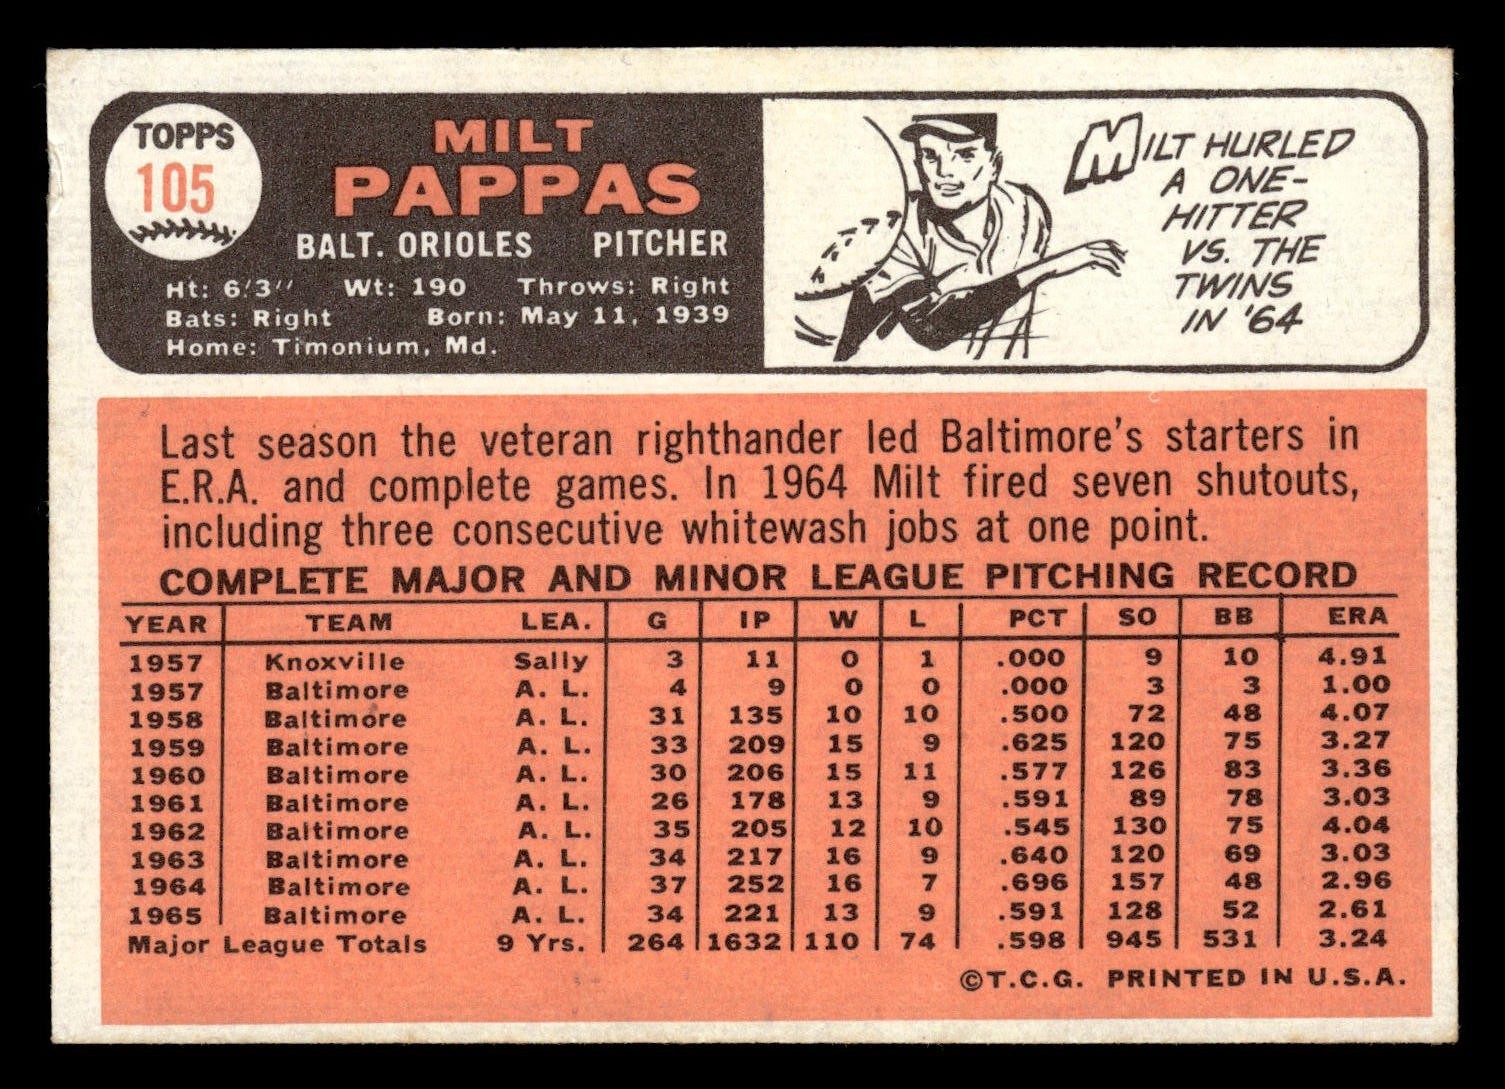 TOPPS
105
MILT
PAPPAS
BALT. ORIOLES PITCHER
Ht: 6'3" Wt: 190 Throws: Right
Bats: Right Born: May 11, 1939
Home: Timonium, Md.
MILT HURLED
A ONE-
HITTER
VS. THE
TWINS
IN '64
Last season the veteran righthander led Baltimore's starters in
E.R.A. and complete games. In 1964 Milt fired seven shutouts,
including three consecutive whitewash jobs at one point.
COMPLETE MAJOR AND MINOR LEAGUE PITCHING RECORD
YEAR TEAM LEA. G IP W L PCT SO BB ERA
1957 Knoxville Sally 3 11 0 1 .000 9 10 4.91
1957 Baltimore A. L. 4 9 0 0 .000 3 3 1.00
1958 Baltimore A. L. 31 135 10 10 .500 72 48 4.07
1959 Baltimore A. L. 33 209 15 9 .625 120 75 3.27
1960 Baltimore A. L. 30 206 15 11 .577 126 83 3.36
1961 Baltimore A. L. 26 178 13 9 .591 89 78 3.03
1962 Baltimore A. L. 35 205 12 10 .545 130 75 4.04
1963 Baltimore A. L. 34 217 16 9 .640 120 69 3.03
1964 Baltimore A. L. 37 252 16 7 .696 157 48 2.96
1965 Baltimore A. L. 34 221 13 9 .591 128 52 2.61
Major League Totals 9 Yrs. 264 1632 110 74 .598 945 531 3.24
©T.C.G. PRINTED IN U.S.A.